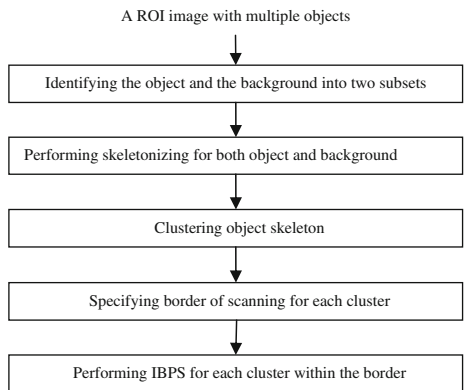 A ROI image with multiple objects
Identifying the object and the background into two subsets
Performing skeletonizing for both object and background
Clustering object skeleton
Specifying border of scanning for each cluster
Performing IBPS for each cluster within the border